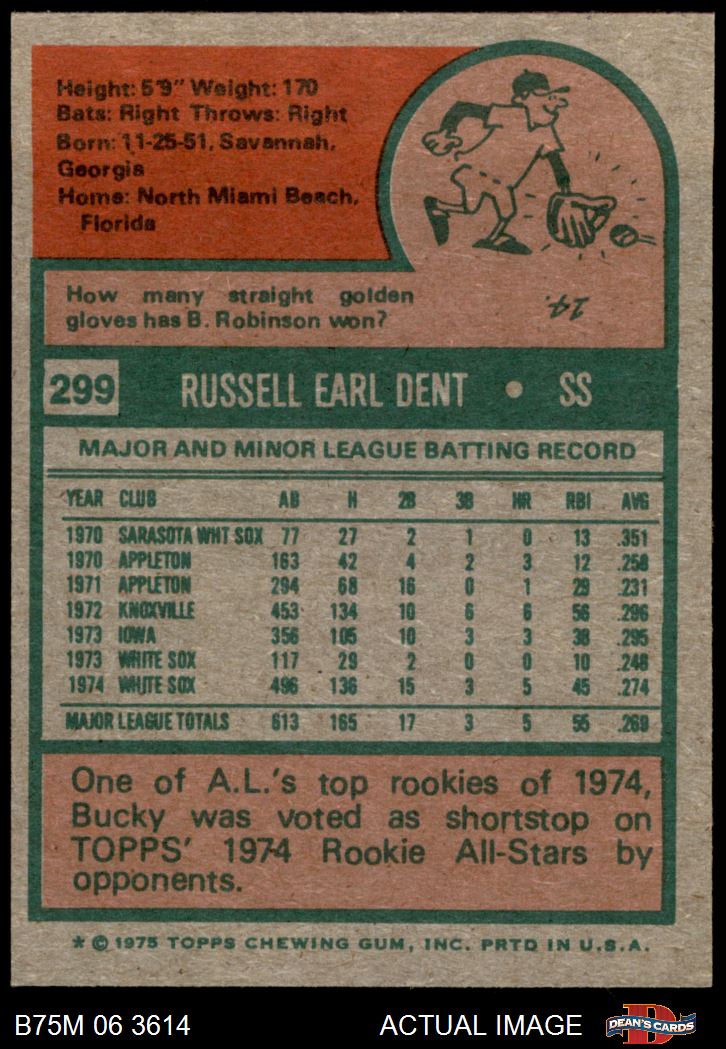 Height: 5'9" Weight: 170
Bats: Right Throws: Right
Born: 11-25-51, Savannah,
Georgia
Home: North Miami Beach,
Florida
How many straight golden
gloves has B. Robinson won?
14.
299 RUSSELL EARL DENT • SS
MAJOR AND MINOR LEAGUE BATTING RECORD
YEAR CLUB AB H 2B 3B HR RBI AVG
1970 SARASOTA WHT SOX 77 27 2 1 0 13 .351
1970 APPLETON 163 42 4 2 3 12 .258
1971 APPLETON 294 68 16 0 1 29 .231
1972 KNOXVILLE 453 134 10 6 6 56 .296
1973 IOWA 356 105 10 3 3 38 .295
1973 WHITE SOX 117 29 2 0 0 10 .248
1974 WHITE SOX 496 136 15 3 5 45 .274
MAJOR LEAGUE TOTALS 613 165 17 3 5 55 .269
One of A.L.'s top rookies of 1974,
Bucky was voted as shortstop on
TOPPS' 1974 Rookie All-Stars by
opponents.
* © 1975 TOPPS CHEWING GUM, INC. PRTD IN U.S.A.
B75M 06 3614 ACTUAL IMAGE D DEAN'S CARDS